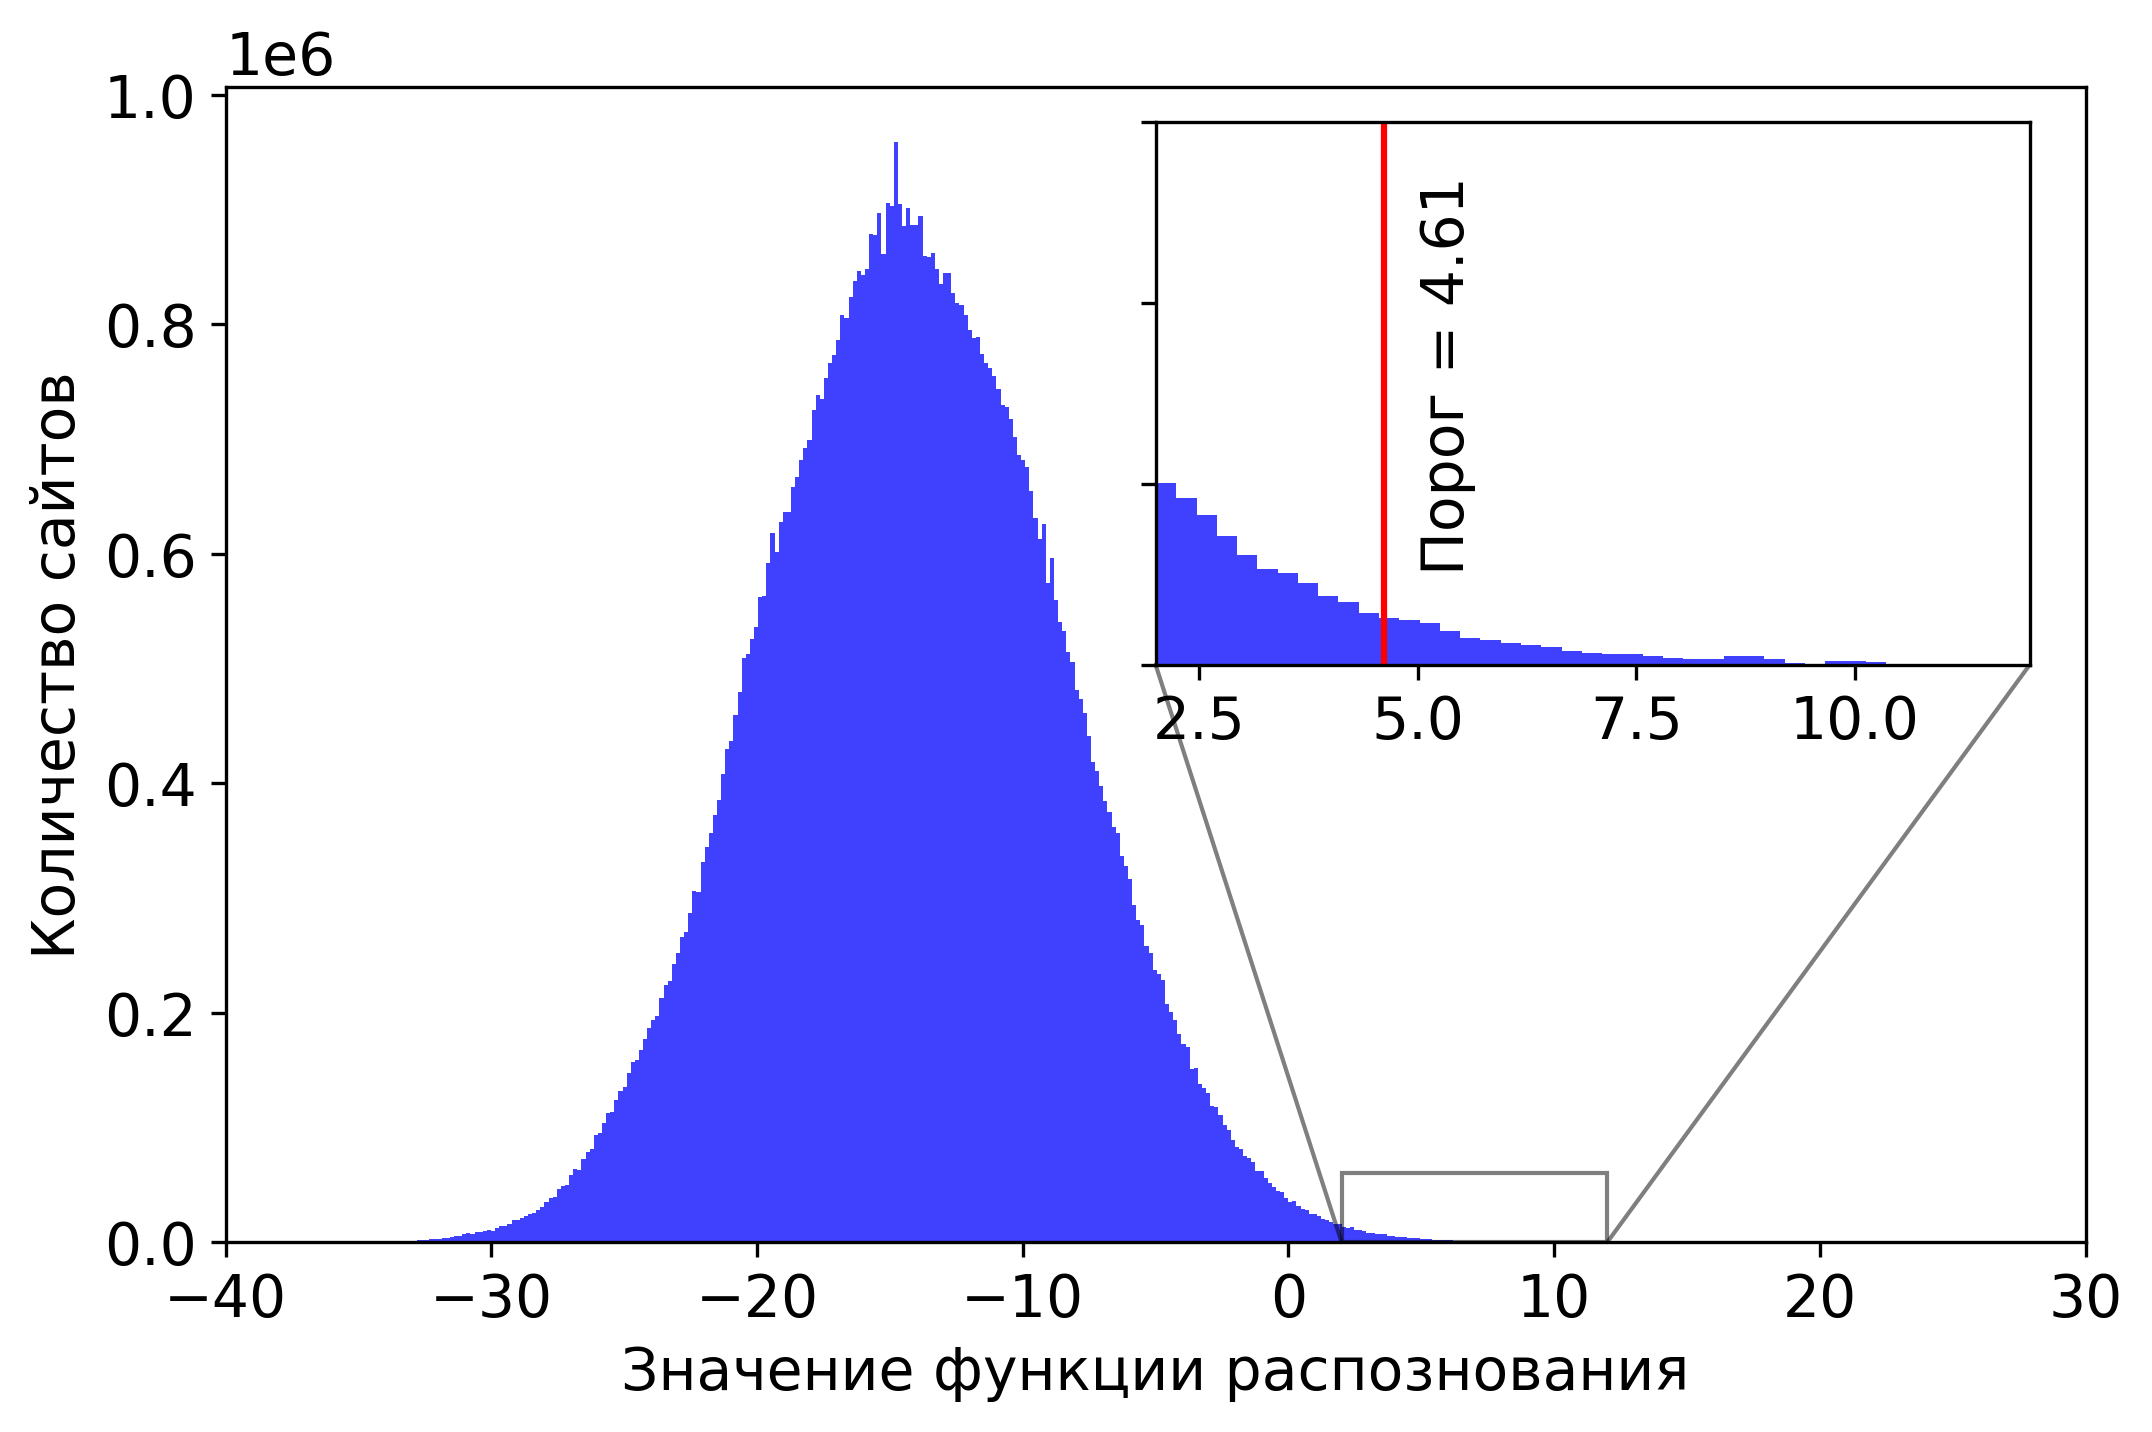 1e6
1.0
0.8
0.6
0.4
0.2
0.0
Количество сайтов
Порог = 4.61
2.5 5.0 7.5 10.0
−40 −30 −20 −10 0 10 20 30
Значение функции распознования